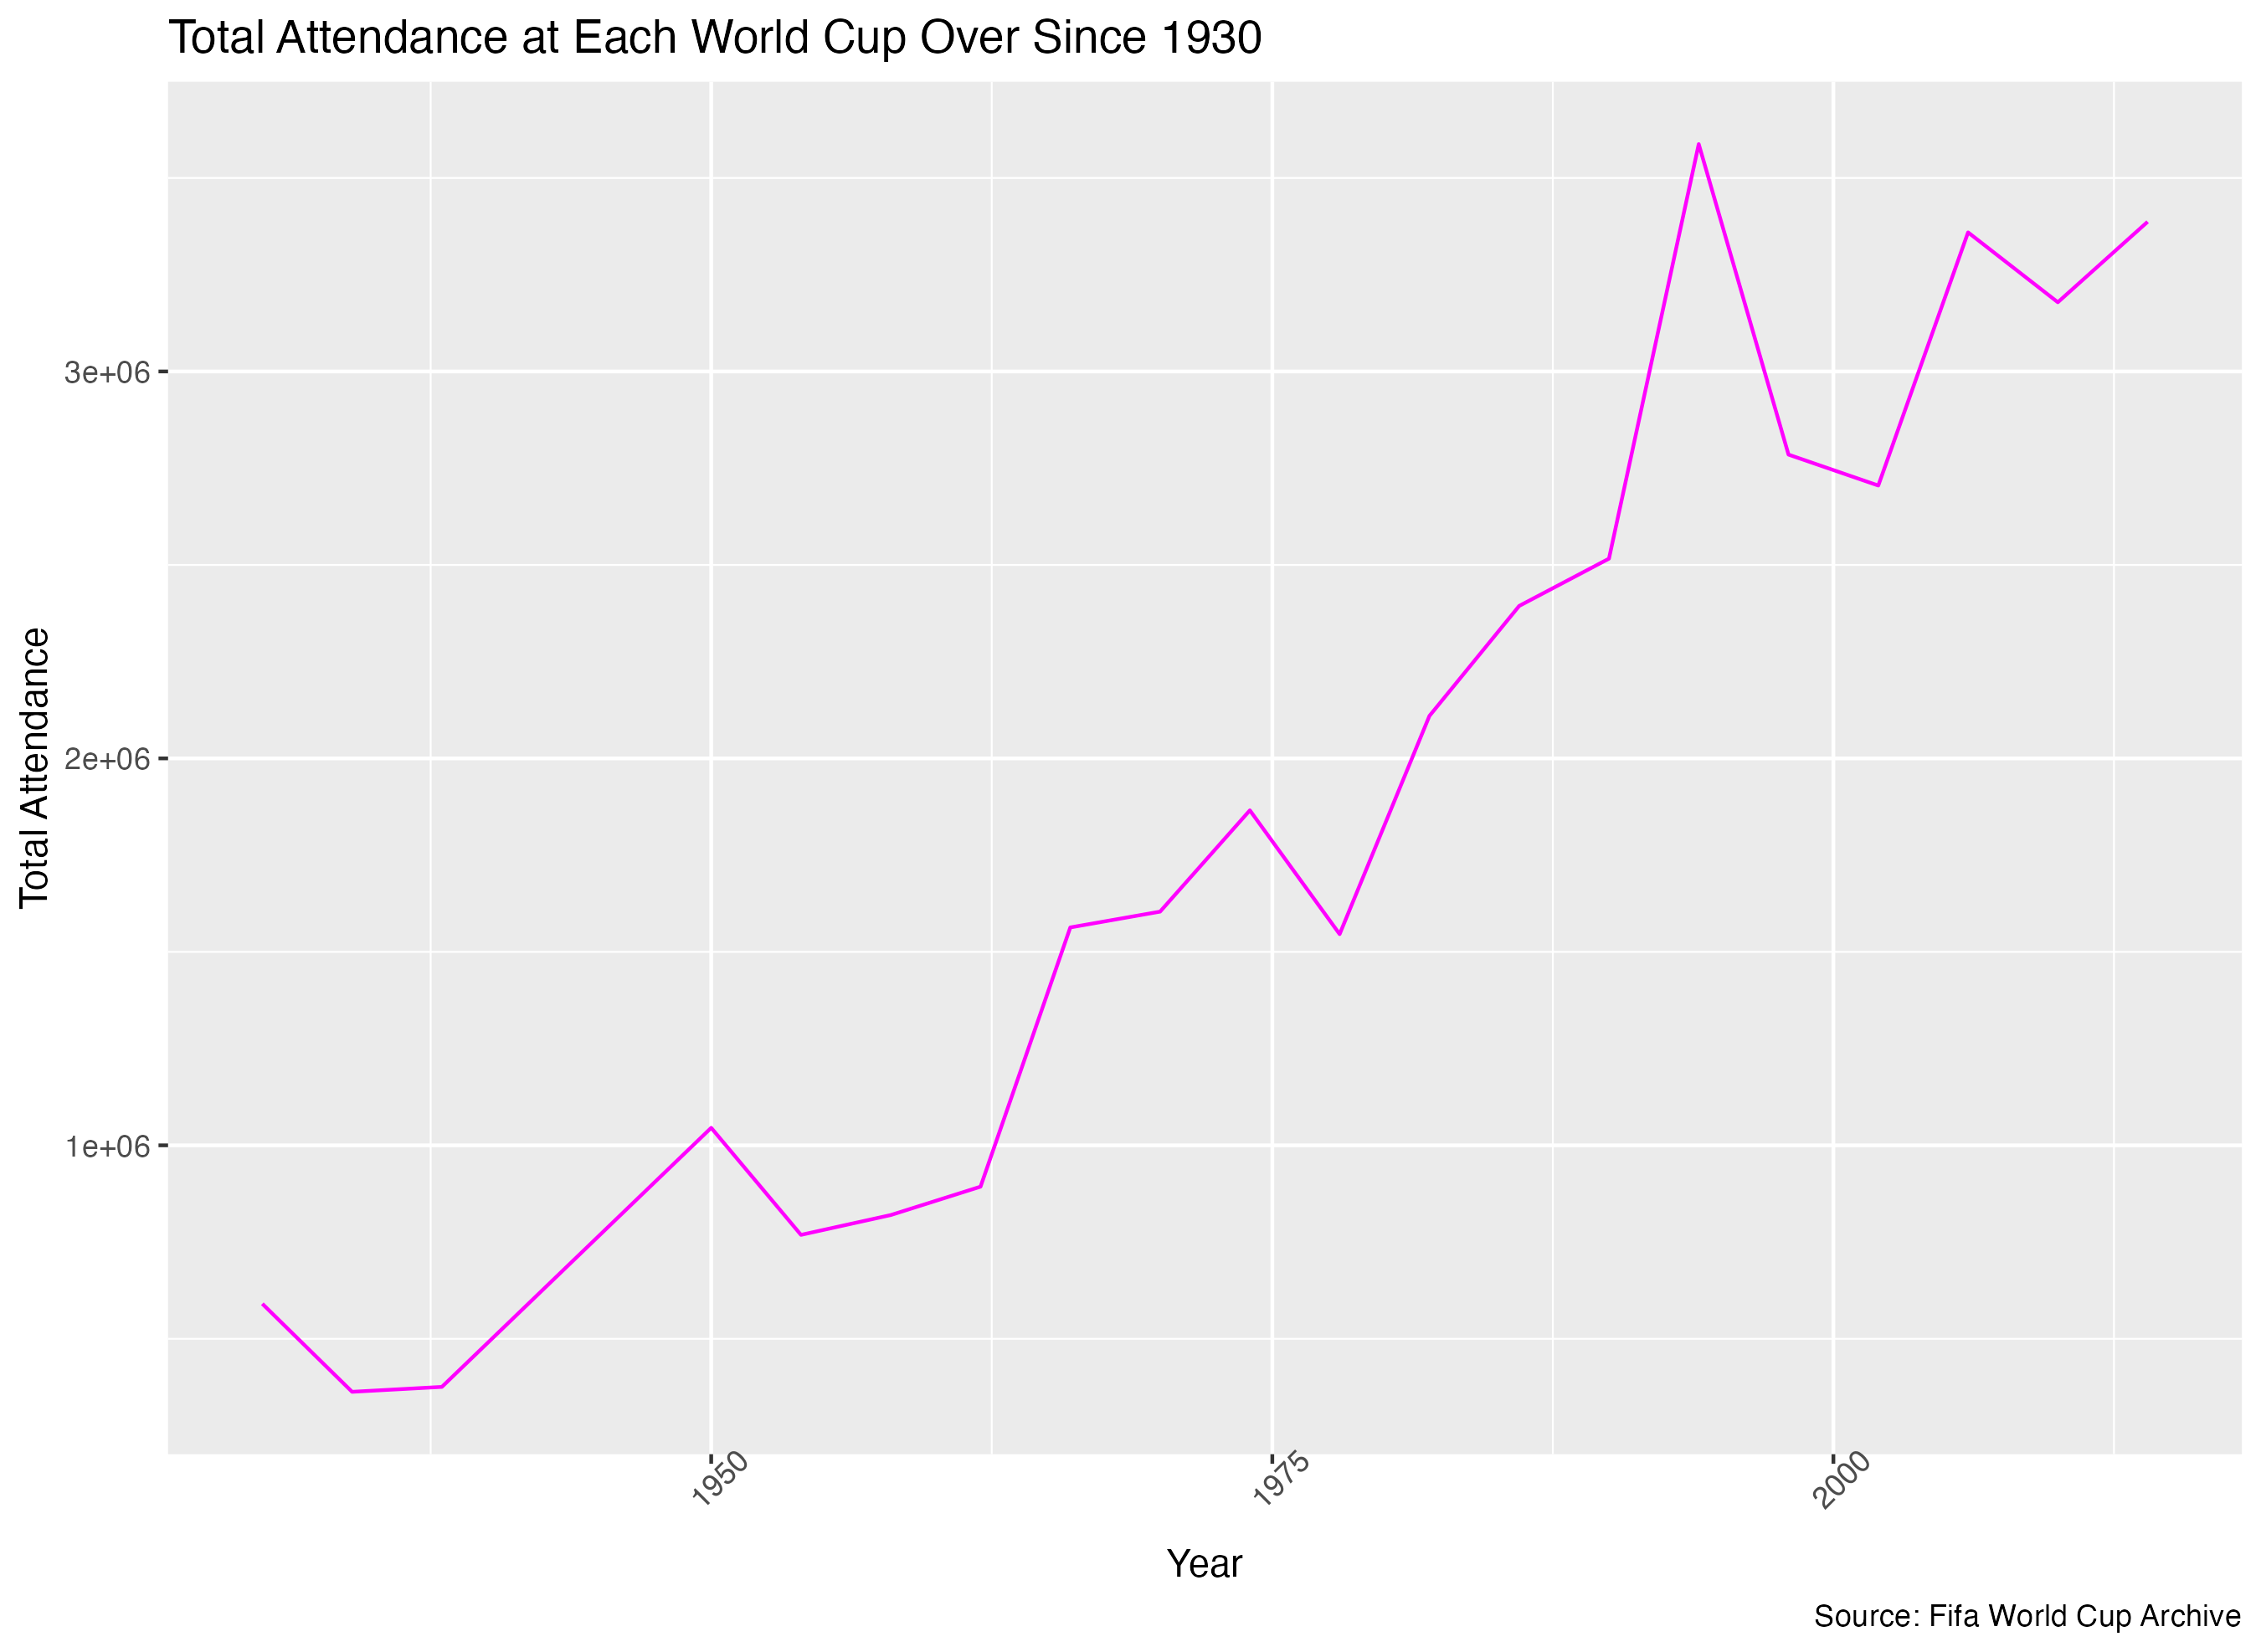 Total Attendance at Each World Cup Over Since 1930
Total Attendance
3e+06
2e+06
1e+06
1950
1975
2000
Year
Source: Fifa World Cup Archive